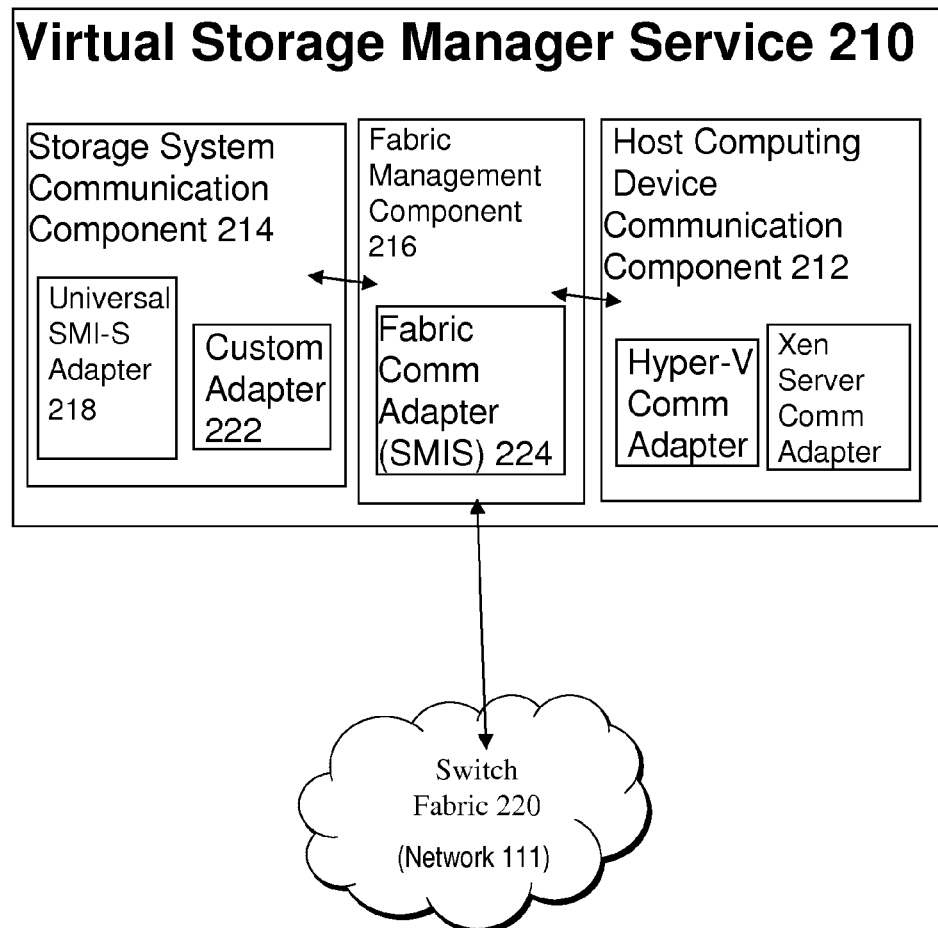 Virtual Storage Manager Service 210
Storage System
Communication
Component 214
Universal
SMI-S
Adapter
218
Custom
Adapter
222
Fabric
Management
Component
216
Fabric
Comm
Adapter
(SMIS) 224
Host Computing
Device
Communication
Component 212
Hyper-V
Comm
Adapter
Xen
Server
Comm
Adapter
Switch
Fabric 220
(Network 111)